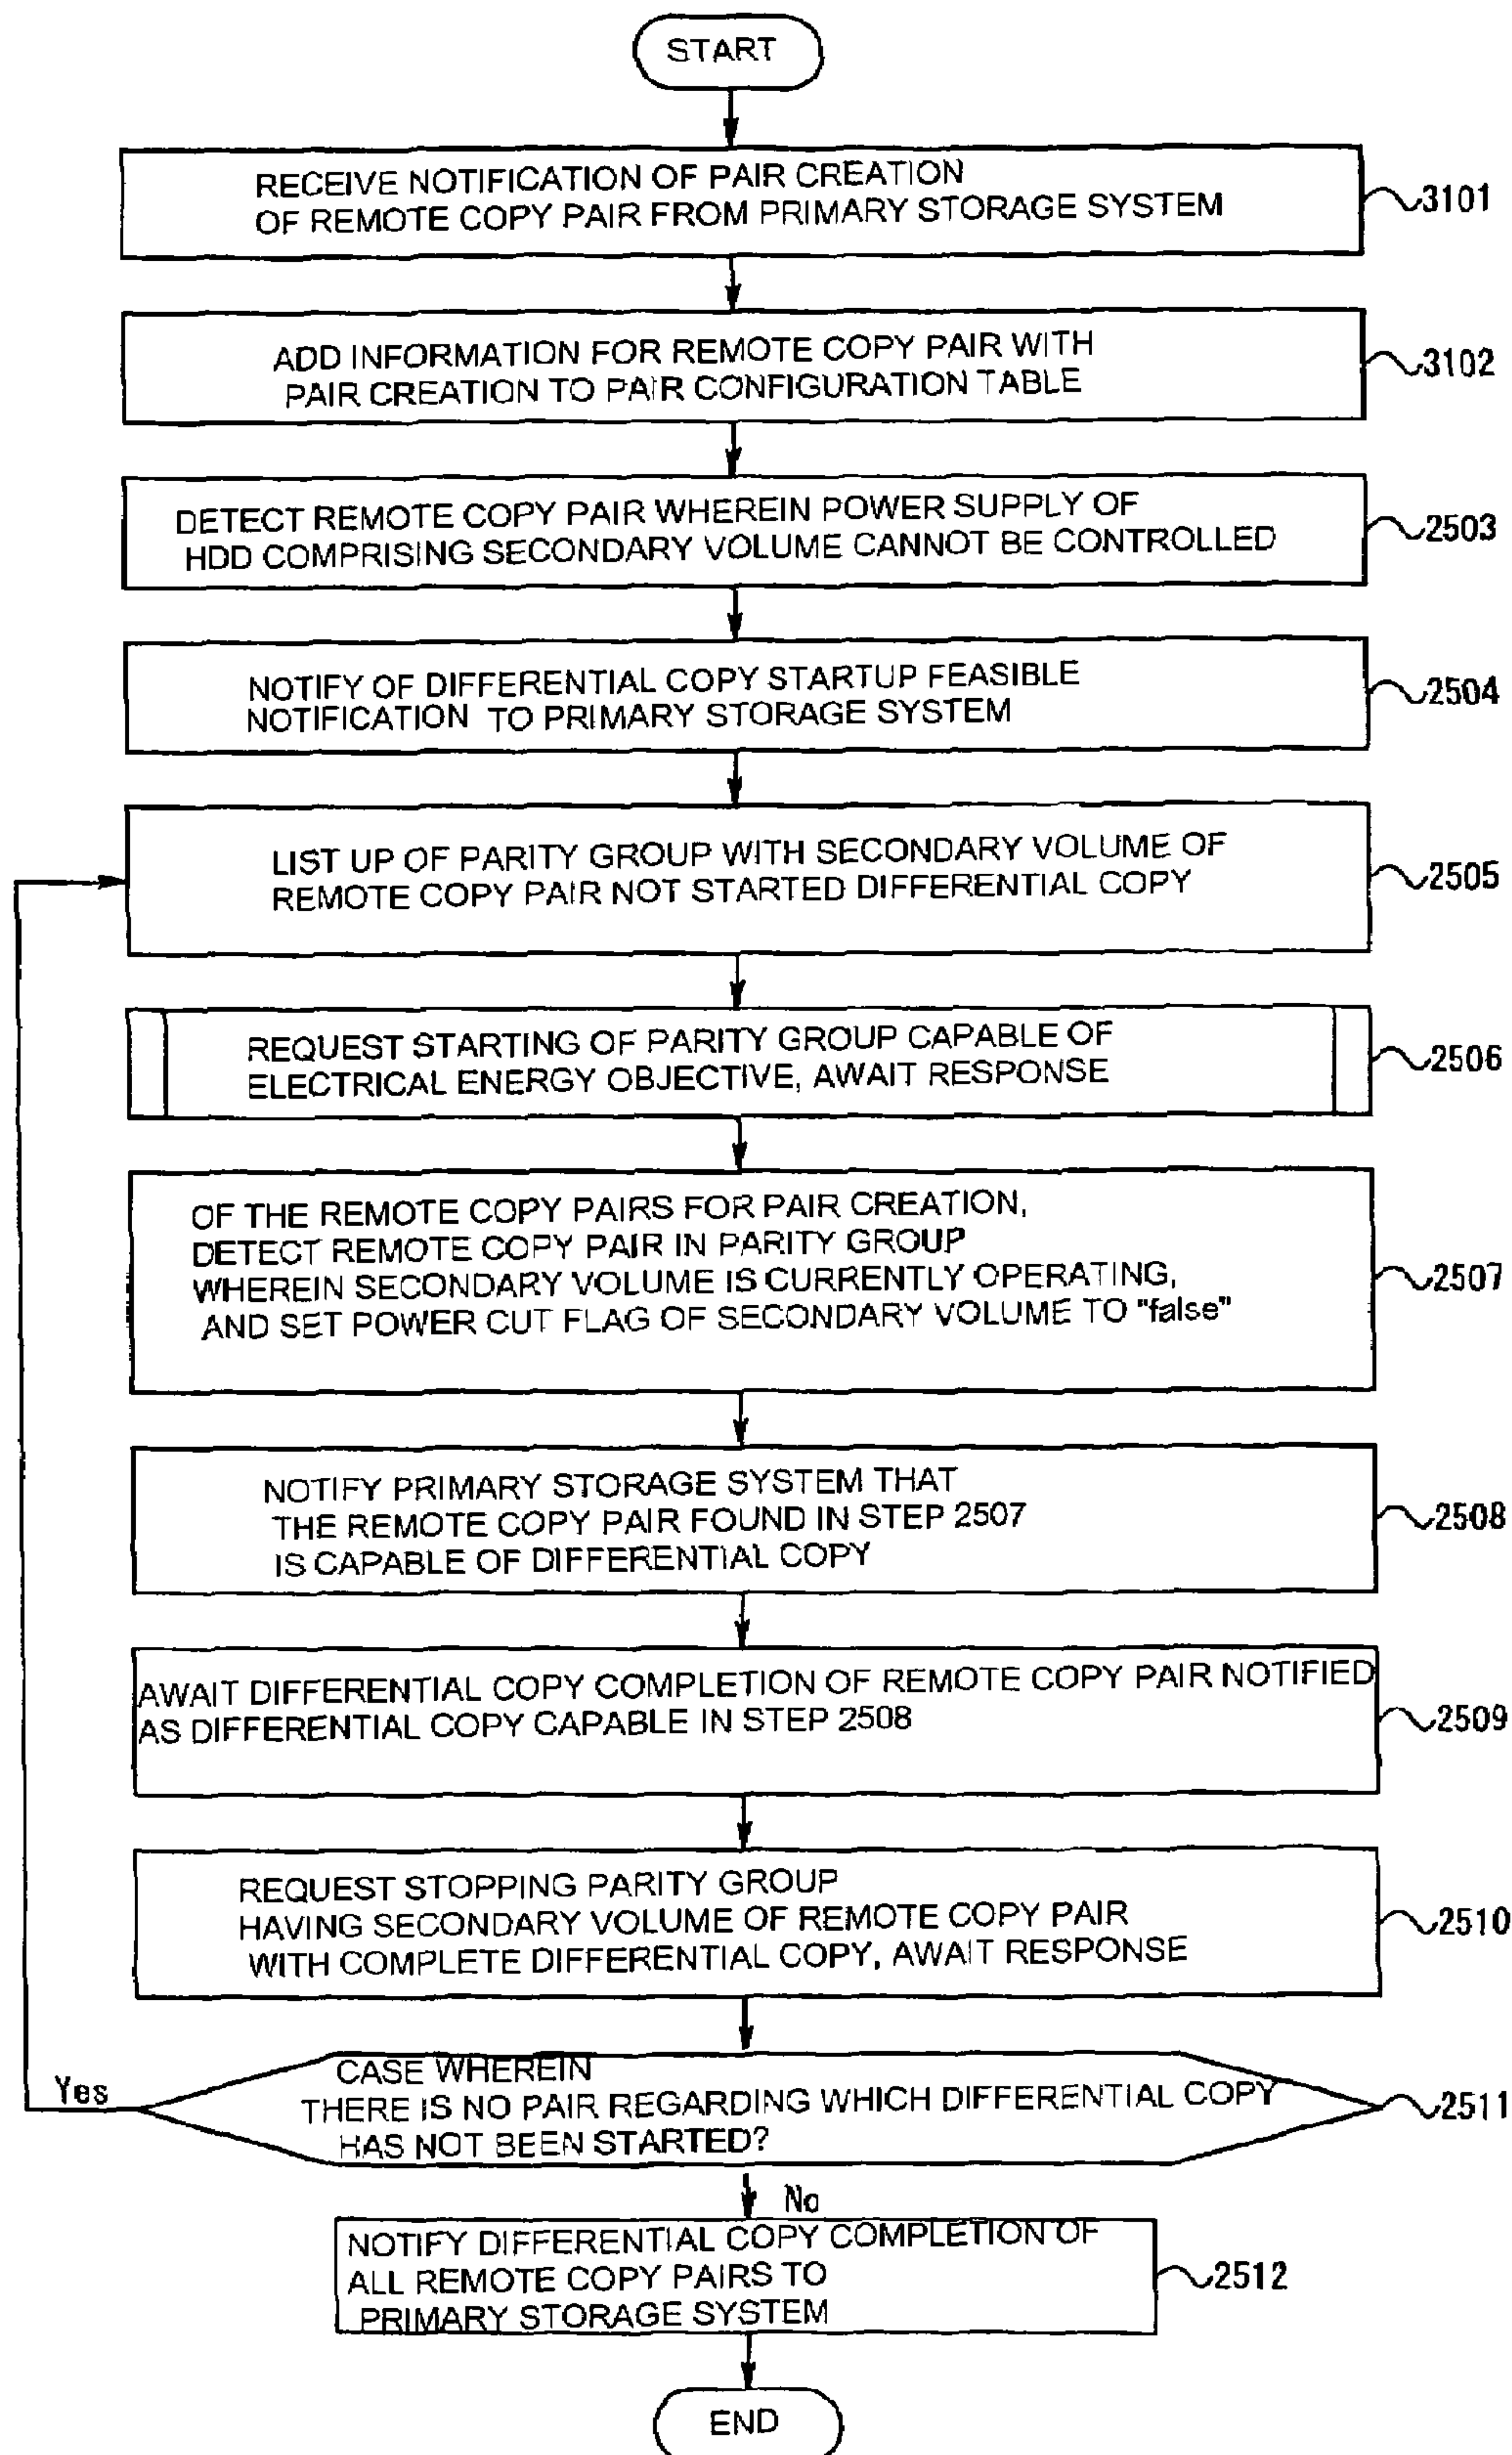 START
RECEIVE NOTIFICATION OF PAIR CREATION
OF REMOTE COPY PAIR FROM PRIMARY STORAGE SYSTEM
3101
ADD INFORMATION FOR REMOTE COPY PAIR WITH
PAIR CREATION TO PAIR CONFIGURATION TABLE
3102
DETECT REMOTE COPY PAIR WHEREIN POWER SUPPLY OF
HDD COMPRISING SECONDARY VOLUME CANNOT BE CONTROLLED
2503
NOTIFY OF DIFFERENTIAL COPY STARTUP FEASIBLE
NOTIFICATION TO PRIMARY STORAGE SYSTEM
2504
LIST UP OF PARITY GROUP WITH SECONDARY VOLUME OF
REMOTE COPY PAIR NOT STARTED DIFFERENTIAL COPY
2505
REQUEST STARTING OF PARITY GROUP CAPABLE OF
ELECTRICAL ENERGY OBJECTIVE, AWAIT RESPONSE
2506
OF THE REMOTE COPY PAIRS FOR PAIR CREATION,
DETECT REMOTE COPY PAIR IN PARITY GROUP
WHEREIN SECONDARY VOLUME IS CURRENTLY OPERATING,
AND SET POWER CUT FLAG OF SECONDARY VOLUME TO "false"
2507
NOTIFY PRIMARY STORAGE SYSTEM THAT
THE REMOTE COPY PAIR FOUND IN STEP 2507
IS CAPABLE OF DIFFERENTIAL COPY
2508
AWAIT DIFFERENTIAL COPY COMPLETION OF REMOTE COPY PAIR NOTIFIED
AS DIFFERENTIAL COPY CAPABLE IN STEP 2508
2509
REQUEST STOPPING PARITY GROUP
HAVING SECONDARY VOLUME OF REMOTE COPY PAIR
WITH COMPLETE DIFFERENTIAL COPY, AWAIT RESPONSE
2510
CASE WHEREIN
THERE IS NO PAIR REGARDING WHICH DIFFERENTIAL COPY
HAS NOT BEEN STARTED?
2511
Yes
No
NOTIFY DIFFERENTIAL COPY COMPLETION OF
ALL REMOTE COPY PAIRS TO
PRIMARY STORAGE SYSTEM
2512
END